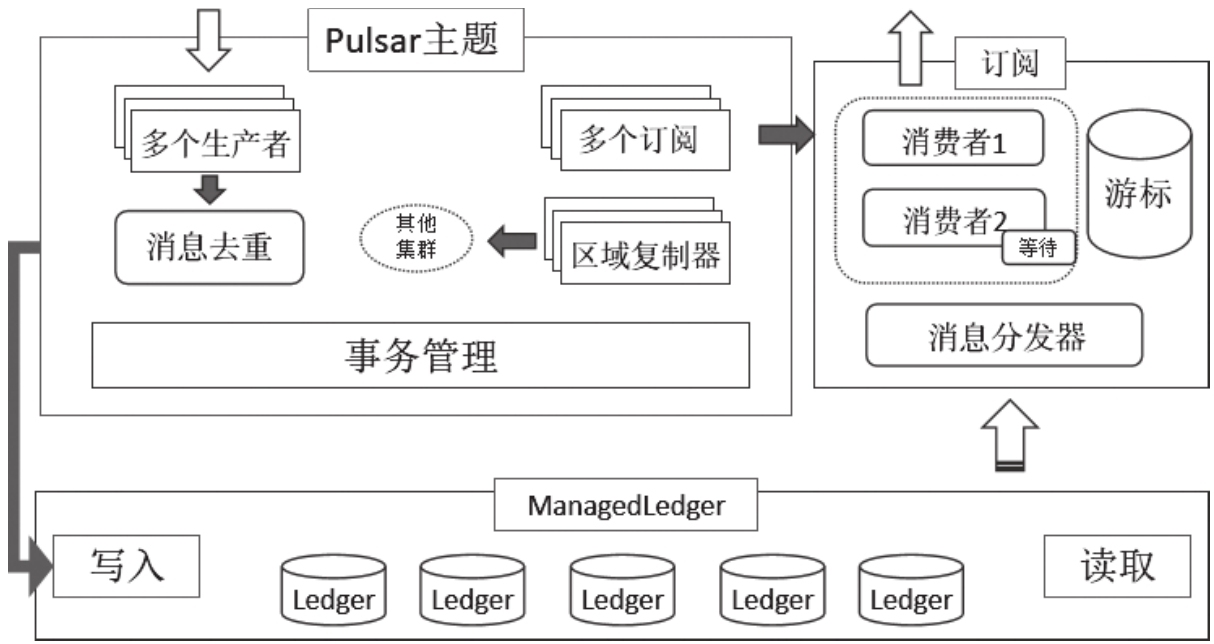 Pulsar主题
多个生产者
消息去重
多个订阅
其他
集群
区域复制器
事务管理
订阅
消费者1
消费者2
等待
游标
消息分发器
ManagedLedger
写入
Ledger
Ledger
Ledger
Ledger
Ledger
读取